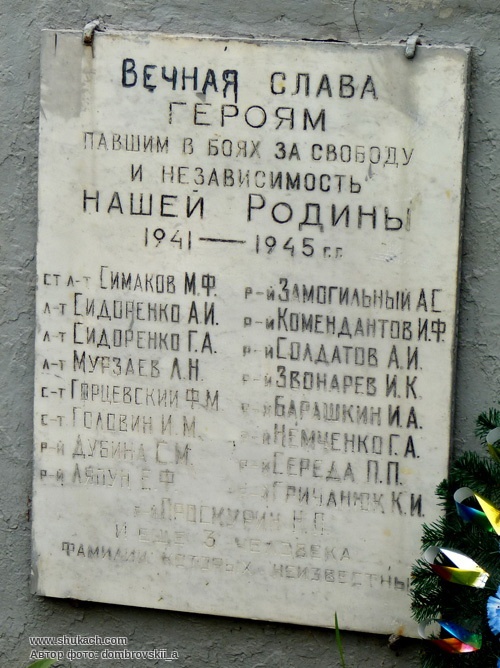 ВЕЧНАЯ СЛАВА
ГЕРОЯМ
ПАВШИМ В БОЯХ ЗА СВОБОДУ
И НЕЗАВИСИМОСТЬ
НАШЕЙ РОДИНЫ
1941 — 1945 г.г.
СТ Л-Т СИМАКОВ М.Ф.
Л-Т СИДОРЕНКО А.И.
Л-Т СИДОРЕНКО Г.А.
Л-Т МУРЗАЕВ Л.Н.
С-Т ГОРЦЕВСКИЙ Ф.М.
С-Т ГОЛОВИН И.М.
Р-Й ДУБИНА С.М.
Р-Й ЛЯПУН Е.Ф.
Р-Й ЗАМОГИЛЬНЫЙ А.С
Р-Й КОМЕНДАНТОВ И.Ф.
Р-Й СОЛДАТОВ А.И.
Р-Й ЗВОНАРЕВ И.К.
Р-Й БАРАШКИН И.А.
Р-Й НЕМЧЕНКО Г.А.
Р-Й СЕРЕДА П.П.
Р-Й ГРИЧАНЮК К.И.
Р-Й ПРОСКУРИН
И ЕЩЕ 3 ЧЕЛОВЕКА
ФАМИЛИИ КОТОРЫХ НЕИЗВЕСТНЫ
www.shukach.com
Автор фото: dombrovskii_a